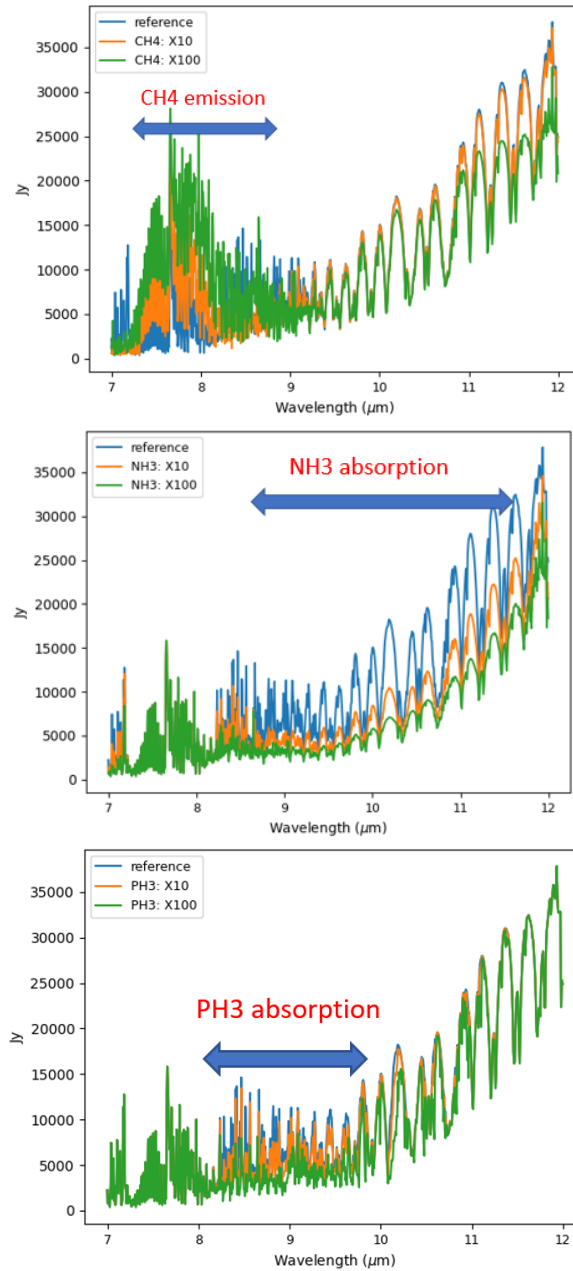 reference
CH4: X10
CH4: X100
CH4 emission
35000
30000
25000
20000
15000
10000
5000
0
Jy
7 8 9 10 11 12
Wavelength (μm)
reference
NH3: X10
NH3: X100
NH3 absorption
35000
30000
25000
20000
15000
10000
5000
0
Jy
7 8 9 10 11 12
Wavelength (μm)
reference
PH3: X10
PH3: X100
PH3 absorption
35000
30000
25000
20000
15000
10000
5000
0
Jy
7 8 9 10 11 12
Wavelength (μm)